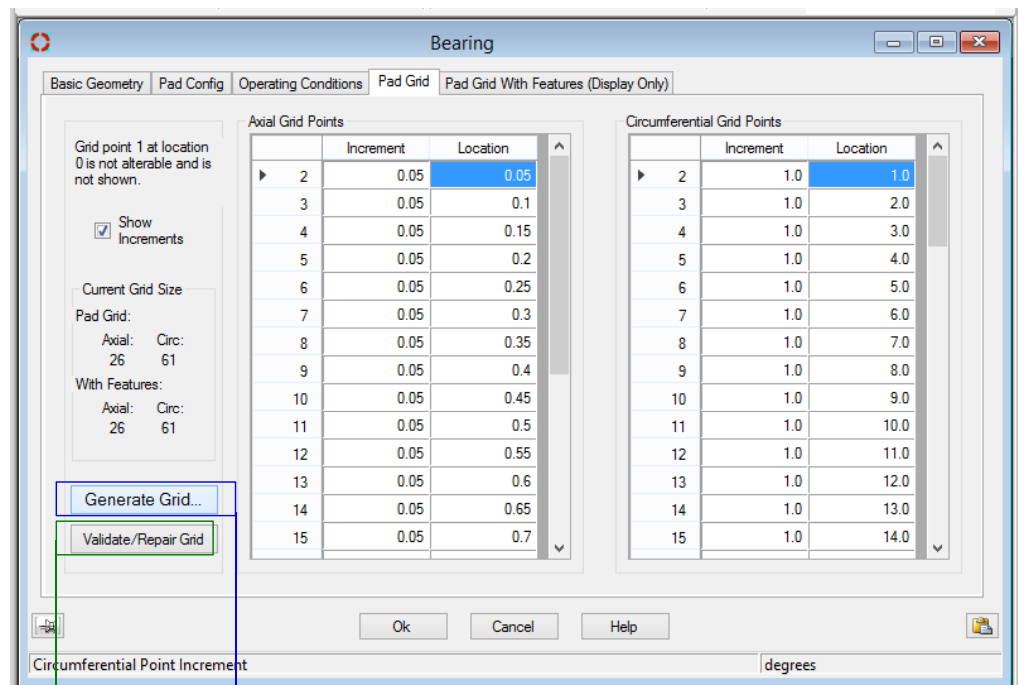 Bearing
Basic Geometry Pad Config Operating Conditions Pad Grid Pad Grid With Features (Display Only)
Grid point 1 at location
0 is not alterable and is
not shown.
Show
Increments
Current Grid Size
Pad Grid:
Axial: Circ:
26 61
With Features:
Axial: Circ:
26 61
Generate Grid...
Validate/Repair Grid
Axial Grid Points
Increment Location
2 0.05 0.05
3 0.05 0.1
4 0.05 0.15
5 0.05 0.2
6 0.05 0.25
7 0.05 0.3
8 0.05 0.35
9 0.05 0.4
10 0.05 0.45
11 0.05 0.5
12 0.05 0.55
13 0.05 0.6
14 0.05 0.65
15 0.05 0.7
Circumferential Grid Points
Increment Location
2 1.0 1.0
3 1.0 2.0
4 1.0 3.0
5 1.0 4.0
6 1.0 5.0
7 1.0 6.0
8 1.0 7.0
9 1.0 8.0
10 1.0 9.0
11 1.0 10.0
12 1.0 11.0
13 1.0 12.0
14 1.0 13.0
15 1.0 14.0
Ok Cancel Help
Circumferential Point Increment degrees